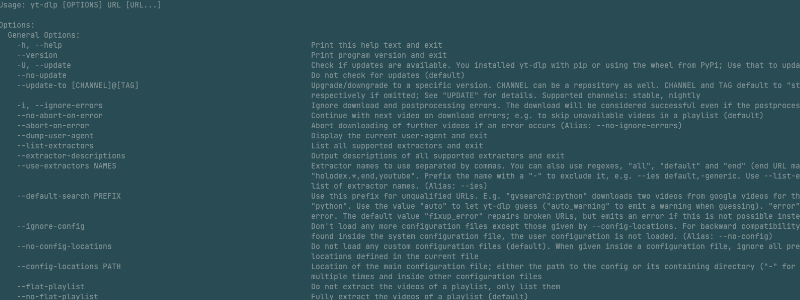 Usage: yt-dlp [OPTIONS] URL [URL...]
Options:
General Options:
-h, --help Print this help text and exit
--version Print program version and exit
-U, --update Check if updates are available. You installed yt-dlp with pip or using the wheel from PyPi; Use that to upda
--no-update Do not check for updates (default)
--update-to [CHANNEL]@[TAG] Upgrade/downgrade to a specific version. CHANNEL can be a repository as well. CHANNEL and TAG default to "st
respectively if omitted; See "UPDATE" for details. Supported channels: stable, nightly
-i, --ignore-errors Ignore download and postprocessing errors. The download will be considered successful even if the postproces
--no-abort-on-error Continue with next video on download errors; e.g. to skip unavailable videos in a playlist (default)
--abort-on-error Abort downloading of further videos if an error occurs (Alias: --no-ignore-errors)
--dump-user-agent Display the current user-agent and exit
--list-extractors List all supported extractors and exit
--extractor-descriptions Output descriptions of all supported extractors and exit
--use-extractors NAMES Extractor names to use separated by commas. You can also use regexes, "all", "default" and "end" (end URL ma
"holodex.*,end,youtube". Prefix the name with a "-" to exclude it, e.g. --ies default,-generic. Use --list-e
list of extractor names. (Alias: --ies)
--default-search PREFIX Use this prefix for unqualified URLs. E.g. "gvsearch2:python" downloads two videos from google videos for th
"python". Use the value "auto" to let yt-dlp guess ("auto_warning" to emit a warning when guessing). "error"
error. The default value "fixup_error" repairs broken URLs, but emits an error if this is not possible inste
--ignore-config Don't load any more configuration files except those given by --config-locations. For backward compatibility
found inside the system configuration file, the user configuration is not loaded. (Alias: --no-config)
--no-config-locations Do not load any custom configuration files (default). When given inside a configuration file, ignore all pre
locations defined in the current file
--config-locations PATH Location of the main configuration file; either the path to the config or its containing directory ("-" for
multiple times and inside other configuration files
--flat-playlist Do not extract the videos of a playlist, only list them
--no-flat-playlist Fully extract the videos of a playlist (default)